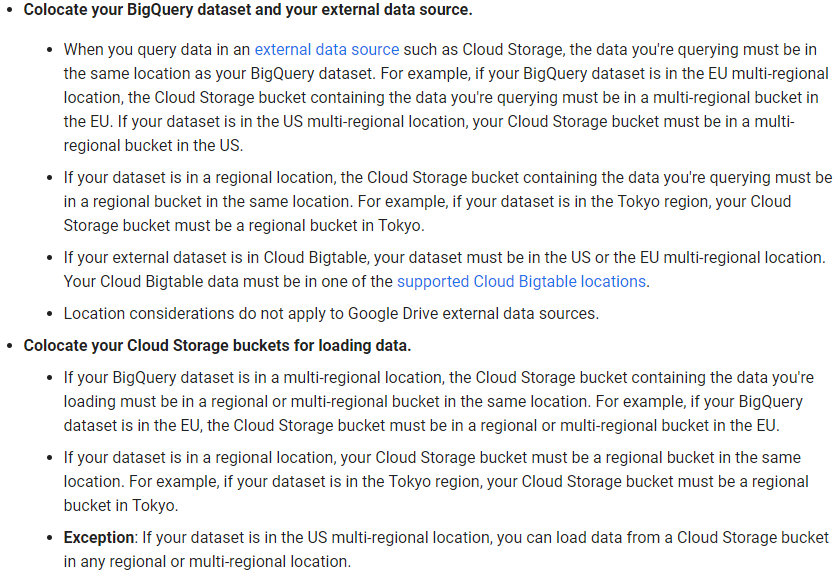 • Colocate your BigQuery dataset and your external data source.
• When you query data in an external data source such as Cloud Storage, the data you're querying must be in
the same location as your BigQuery dataset. For example, if your BigQuery dataset is in the EU multi-regional
location, the Cloud Storage bucket containing the data you're querying must be in a multi-regional bucket in
the EU. If your dataset is in the US multi-regional location, your Cloud Storage bucket must be in a multi-
regional bucket in the US.
• If your dataset is in a regional location, the Cloud Storage bucket containing the data you're querying must be
in a regional bucket in the same location. For example, if your dataset is in the Tokyo region, your Cloud
Storage bucket must be a regional bucket in Tokyo.
• If your external dataset is in Cloud Bigtable, your dataset must be in the US or the EU multi-regional location.
Your Cloud Bigtable data must be in one of the supported Cloud Bigtable locations.
• Location considerations do not apply to Google Drive external data sources.
• Colocate your Cloud Storage buckets for loading data.
• If your BigQuery dataset is in a multi-regional location, the Cloud Storage bucket containing the data you're
loading must be in a regional or multi-regional bucket in the same location. For example, if your BigQuery
dataset is in the EU, the Cloud Storage bucket must be in a regional or multi-regional bucket in the EU.
• If your dataset is in a regional location, your Cloud Storage bucket must be a regional bucket in the same
location. For example, if your dataset is in the Tokyo region, your Cloud Storage bucket must be a regional
bucket in Tokyo.
• Exception: If your dataset is in the US multi-regional location, you can load data from a Cloud Storage bucket
in any regional or multi-regional location.